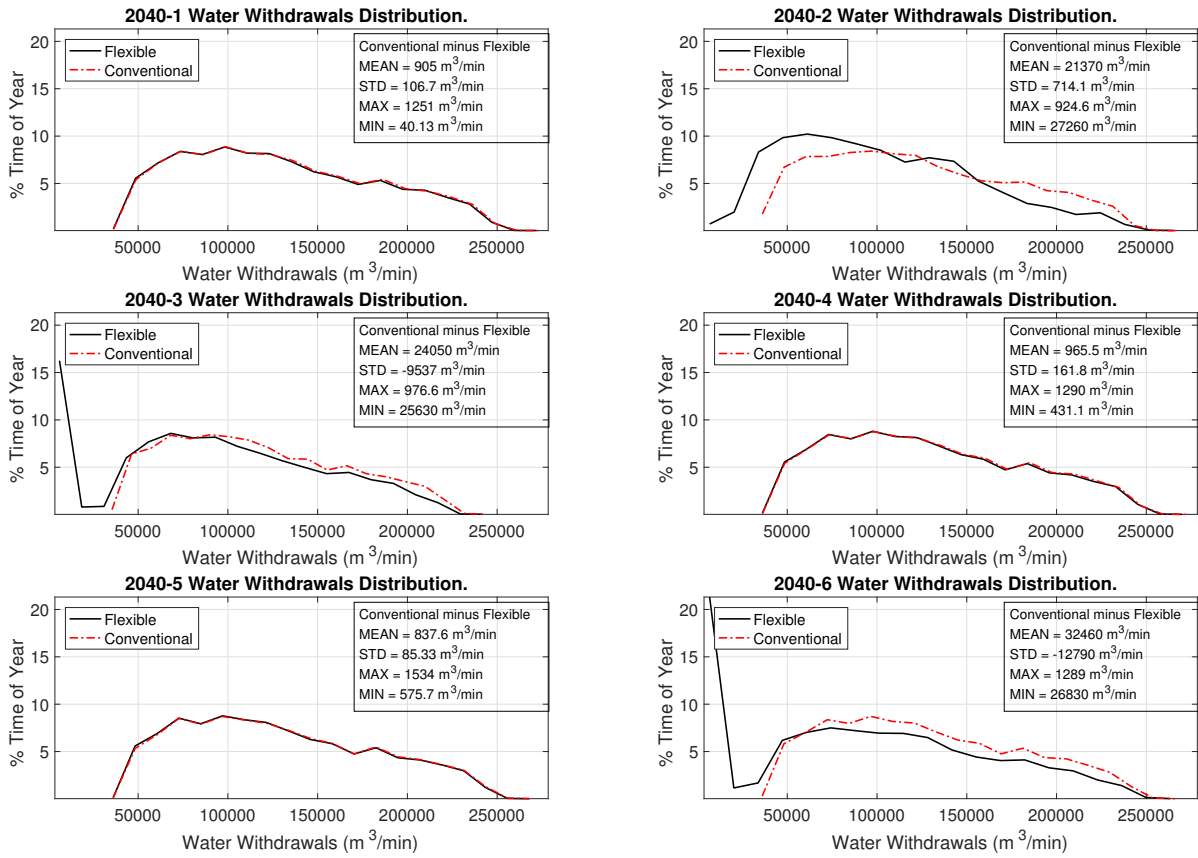 2040-1 Water Withdrawals Distribution.
% Time of Year
20
15
10
5
Flexible
Conventional
Conventional minus Flexible
MEAN = 905 m³/min
STD = 106.7 m³/min
MAX = 1251 m³/min
MIN = 40.13 m³/min
50000 100000 150000 200000 250000
Water Withdrawals (m³/min)
2040-2 Water Withdrawals Distribution.
% Time of Year
20
15
10
5
Flexible
Conventional
Conventional minus Flexible
MEAN = 21370 m³/min
STD = 714.1 m³/min
MAX = 924.6 m³/min
MIN = 27260 m³/min
50000 100000 150000 200000 250000
Water Withdrawals (m³/min)
2040-3 Water Withdrawals Distribution.
% Time of Year
20
15
10
5
Flexible
Conventional
Conventional minus Flexible
MEAN = 24050 m³/min
STD = -9537 m³/min
MAX = 976.6 m³/min
MIN = 25630 m³/min
50000 100000 150000 200000 250000
Water Withdrawals (m³/min)
2040-4 Water Withdrawals Distribution.
% Time of Year
20
15
10
5
Flexible
Conventional
Conventional minus Flexible
MEAN = 965.5 m³/min
STD = 161.8 m³/min
MAX = 1290 m³/min
MIN = 431.1 m³/min
50000 100000 150000 200000 250000
Water Withdrawals (m³/min)
2040-5 Water Withdrawals Distribution.
% Time of Year
20
15
10
5
Flexible
Conventional
Conventional minus Flexible
MEAN = 837.6 m³/min
STD = 85.33 m³/min
MAX = 1534 m³/min
MIN = 575.7 m³/min
50000 100000 150000 200000 250000
Water Withdrawals (m³/min)
2040-6 Water Withdrawals Distribution.
% Time of Year
20
15
10
5
Flexible
Conventional
Conventional minus Flexible
MEAN = 32460 m³/min
STD = -12790 m³/min
MAX = 1289 m³/min
MIN = 26830 m³/min
50000 100000 150000 200000 250000
Water Withdrawals (m³/min)